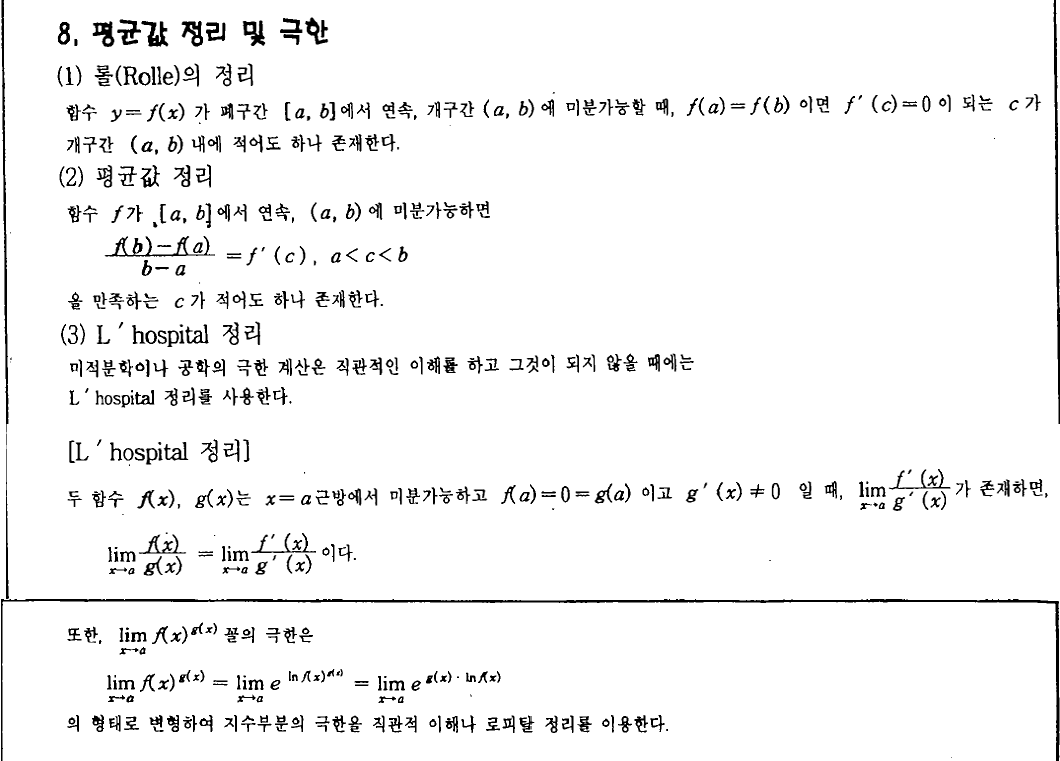 8. 평균값 정리 및 극한
(1) 롤(Rolle)의 정리
함수 y=f(x) 가 폐구간 [a, b]에서 연속, 개구간 (a, b) 에 미분가능할 때, f(a)=f(b) 이면 f′(c)=0 이 되는 c 가
개구간 (a, b) 내에 적어도 하나 존재한다.
(2) 평균값 정리
함수 f가 [a, b]에서 연속, (a, b) 에 미분가능하면
\frac{f(b)-f(a)}{b-a} = f′(c), a<c<b
을 만족하는 c 가 적어도 하나 존재한다.
(3) L′hospital 정리
미적분학이나 공학의 극한 계산은 직관적인 이해를 하고 그것이 되지 않을 때에는
L′hospital 정리를 사용한다.
[L′hospital 정리]
두 함수 f(x), g(x)는 x=a근방에서 미분가능하고 f(a)=0=g(a) 이고 g′(x)≠0 일 때, \lim_{x→a} \frac{f′(x)}{g′(x)} 가 존재하면,
\lim_{x→a} \frac{f(x)}{g(x)} = \lim_{x→a} \frac{f′(x)}{g′(x)} 이다.
또한, \lim_{x→a} f(x)^{g(x)} 꼴의 극한은
\lim_{x→a} f(x)^{g(x)} = \lim_{x→a} e^{\ln f(x)^{g(x)}} = \lim_{x→a} e^{g(x)·\ln f(x)}
의 형태로 변형하여 지수부분의 극한을 직관적 이해나 로피탈 정리를 이용한다.